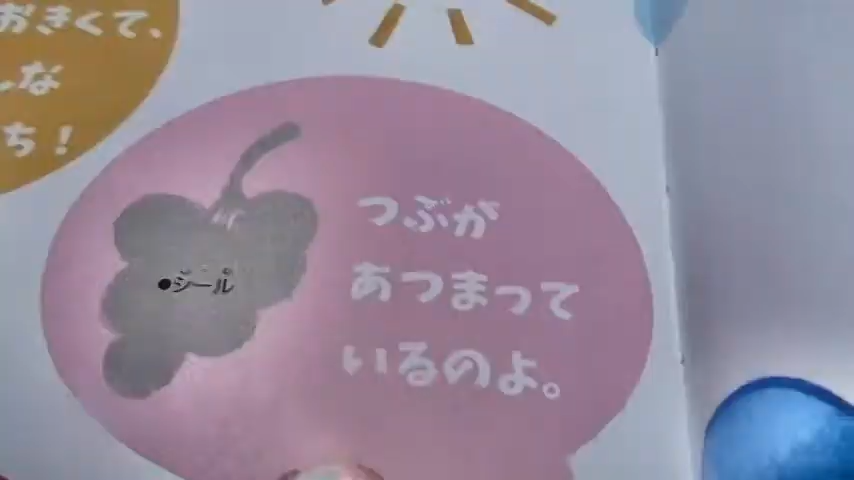 おきくて、
しな
ち！
●シール
つぶが
あつまって
いるのよ。